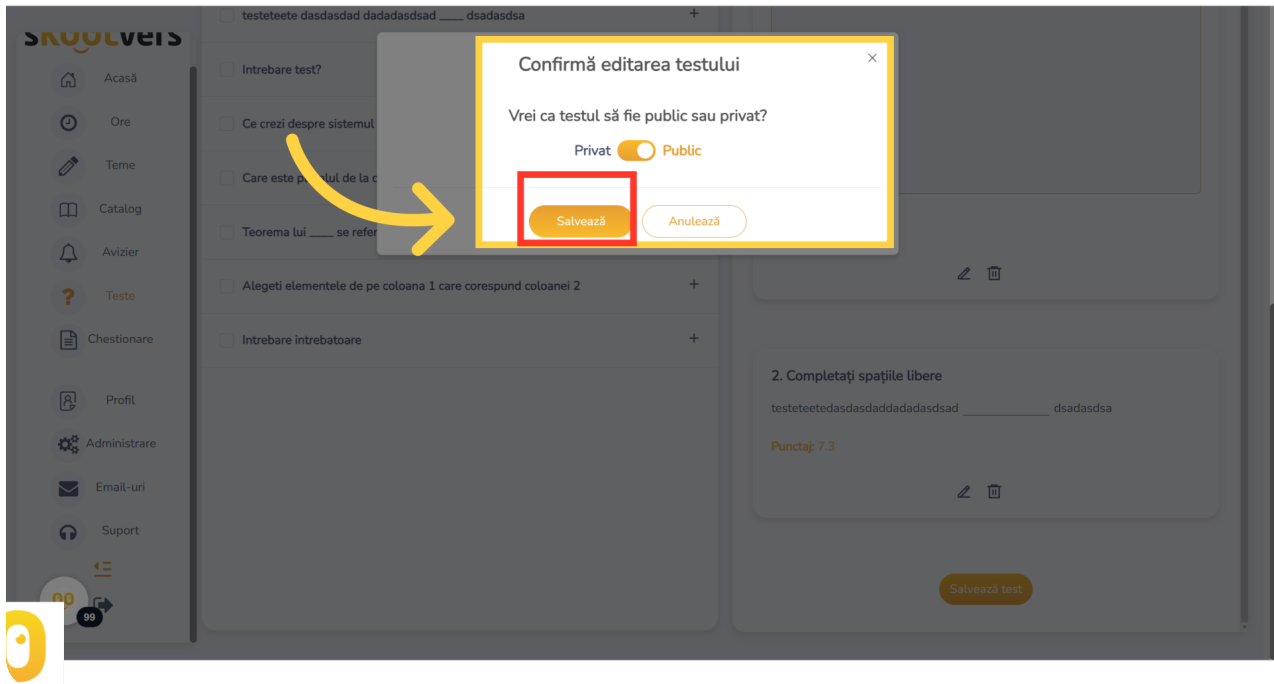 testeteete dasdasdad dadadasdsad ____ dsadasdsa +
skoolvers
Acasă
Ore
Teme
Catalog
Avizier
? Teste
Chestionare
Profil
Administrare
Email-uri
Suport
99
Intrebare test?
Ce crezi despre sistemul
Care este p
lul de la c
Teorema lui ____ se refer
Alegeti elementele de pe coloana 1 care corespund coloanei 2 +
Intrebare intrebatoare +
Confirmă editarea testului ×
Vrei ca testul să fie public sau privat?
Privat Public
Salvează Anulează
2. Completați spațiile libere
testeteetedasdasdaddadadasdsad ______________ dsadasdsa
Punctaj: 7.3
Salvează test